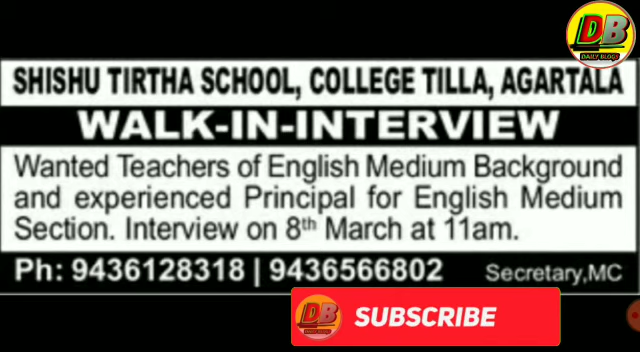 DB
DAILY BLOGS
SHISHU TIRTHA SCHOOL, COLLEGE TILLA, AGARTALA
WALK-IN-INTERVIEW
Wanted Teachers of English Medium Background
and experienced Principal for English Medium
Section. Interview on 8th March at 11am.
Ph: 9436128318 | 9436566802 Secretary,MC
DB
DAILY BLOGS
SUBSCRIBE